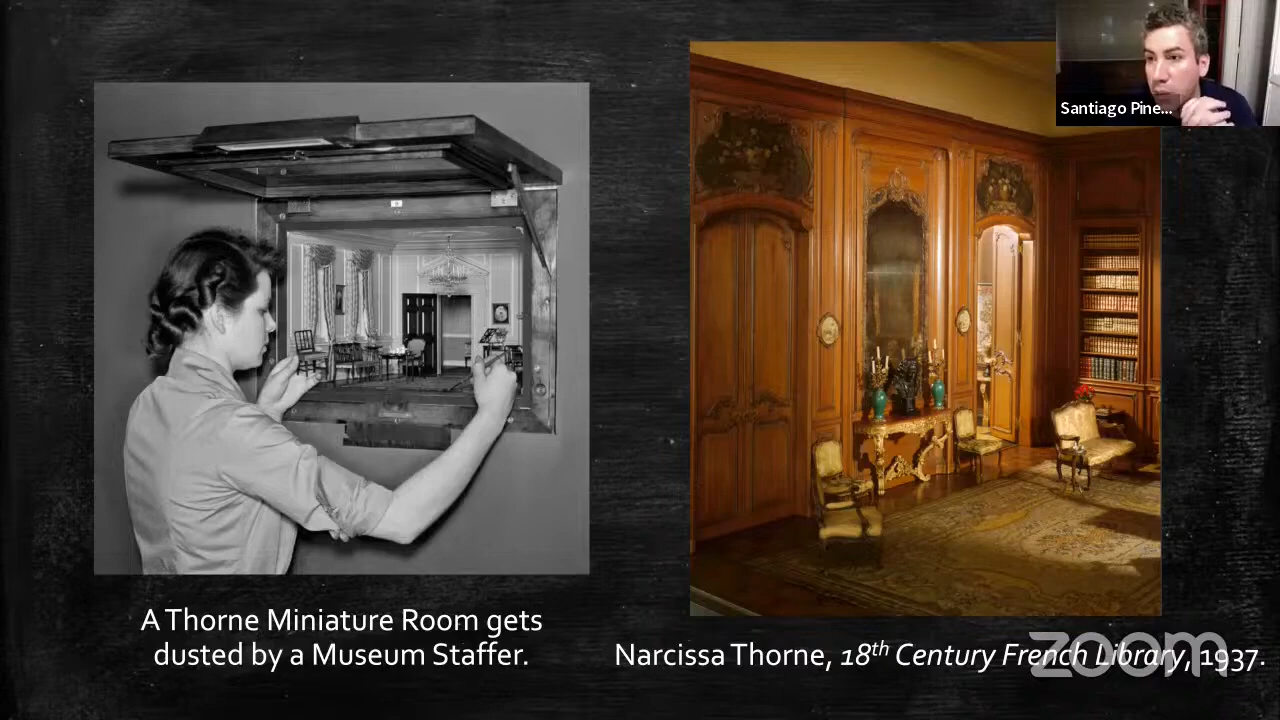 Santiago Pine...
A Thorne Miniature Room gets
dusted by a Museum Staffer.
Narcissa Thorne, 18th Century French Library, 1937.
zoom